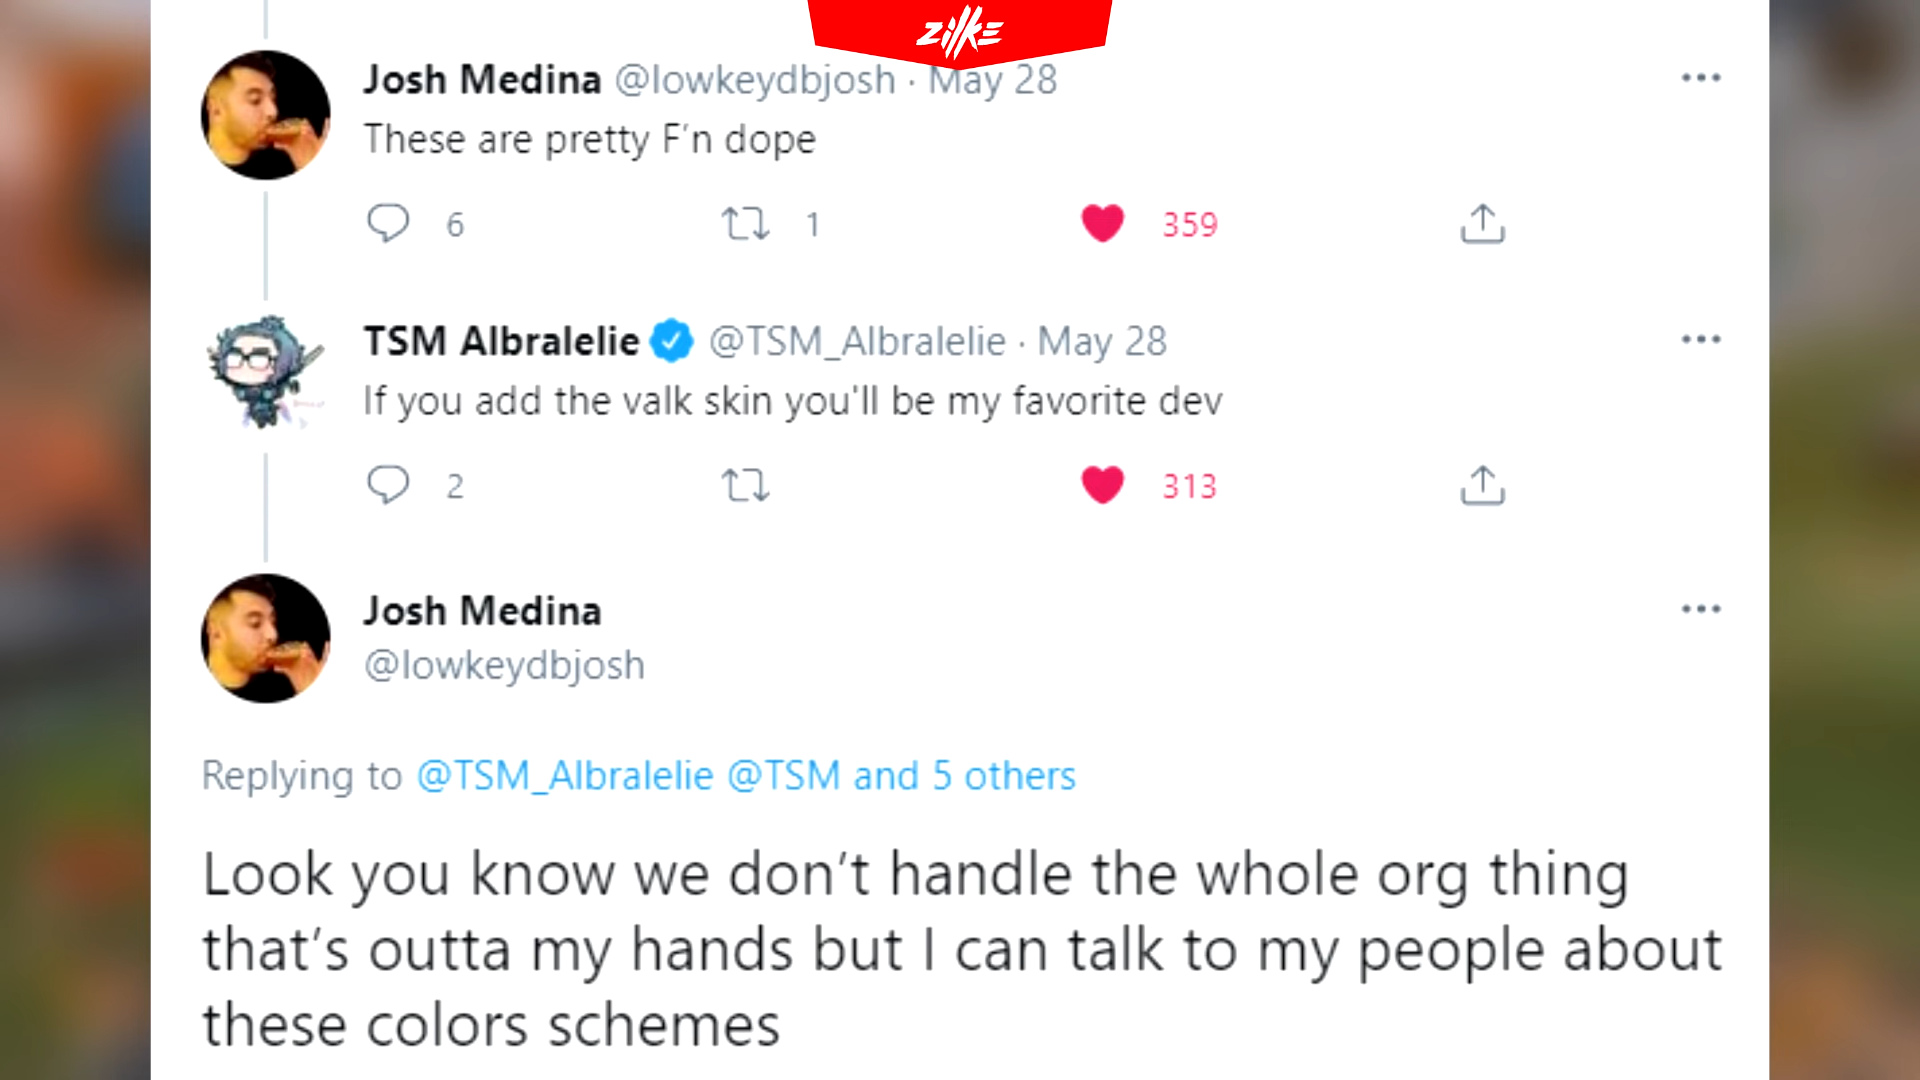 ZilKE
Josh Medina @lowkeydbjosh · May 28
These are pretty F'n dope
6 1 359
TSM Albralelie @TSM_Albralelie · May 28
If you add the valk skin you'll be my favorite dev
2 313
Josh Medina
@lowkeydbjosh
Replying to @TSM_Albralelie @TSM and 5 others
Look you know we don’t handle the whole org thing
that’s outta my hands but I can talk to my people about
these colors schemes